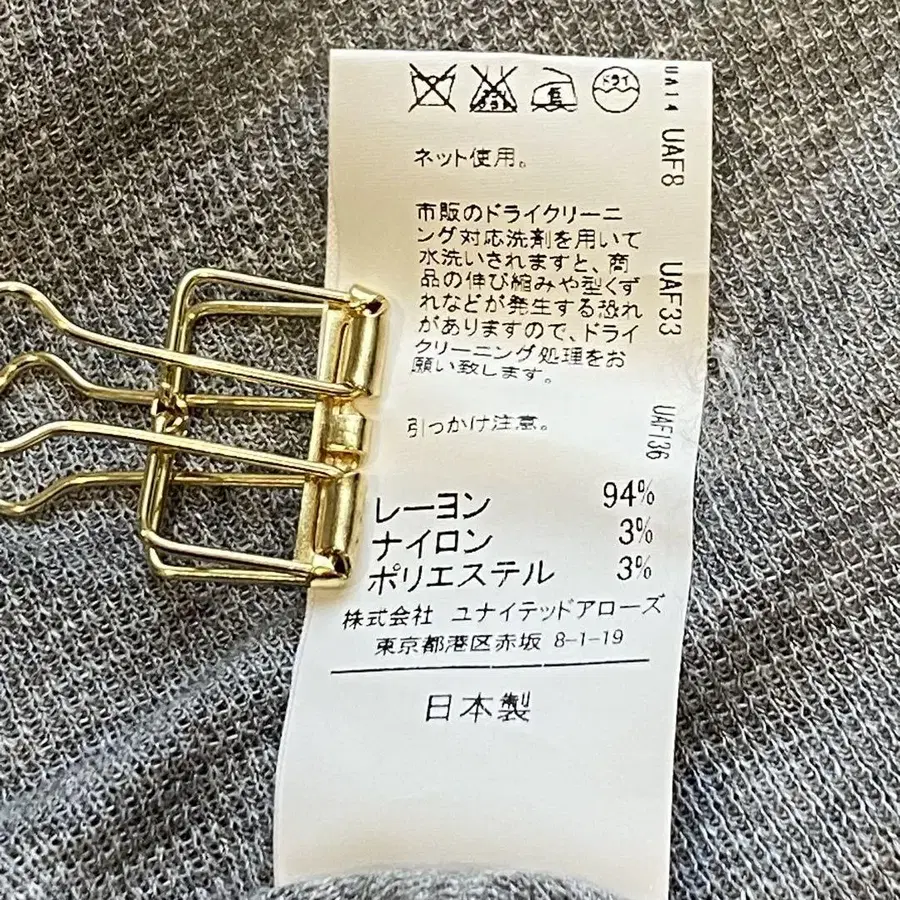 ドライ
低
UA14 UAF8 UAF33 UAF136
ネット使用。
市販のドライクリーニ
ング対応洗剤を用いて
水洗いされますと、商
品の伸び縮みや型くず
れなどが発生する恐れ
がありますので、ドライ
クリーニング処理をお
願い致します。
引っかけ注意。
レーヨン 94%
ナイロン 3%
ポリエステル 3%
株式会社 ユナイテッドアローズ
東京都港区赤坂 8-1-19
日本製